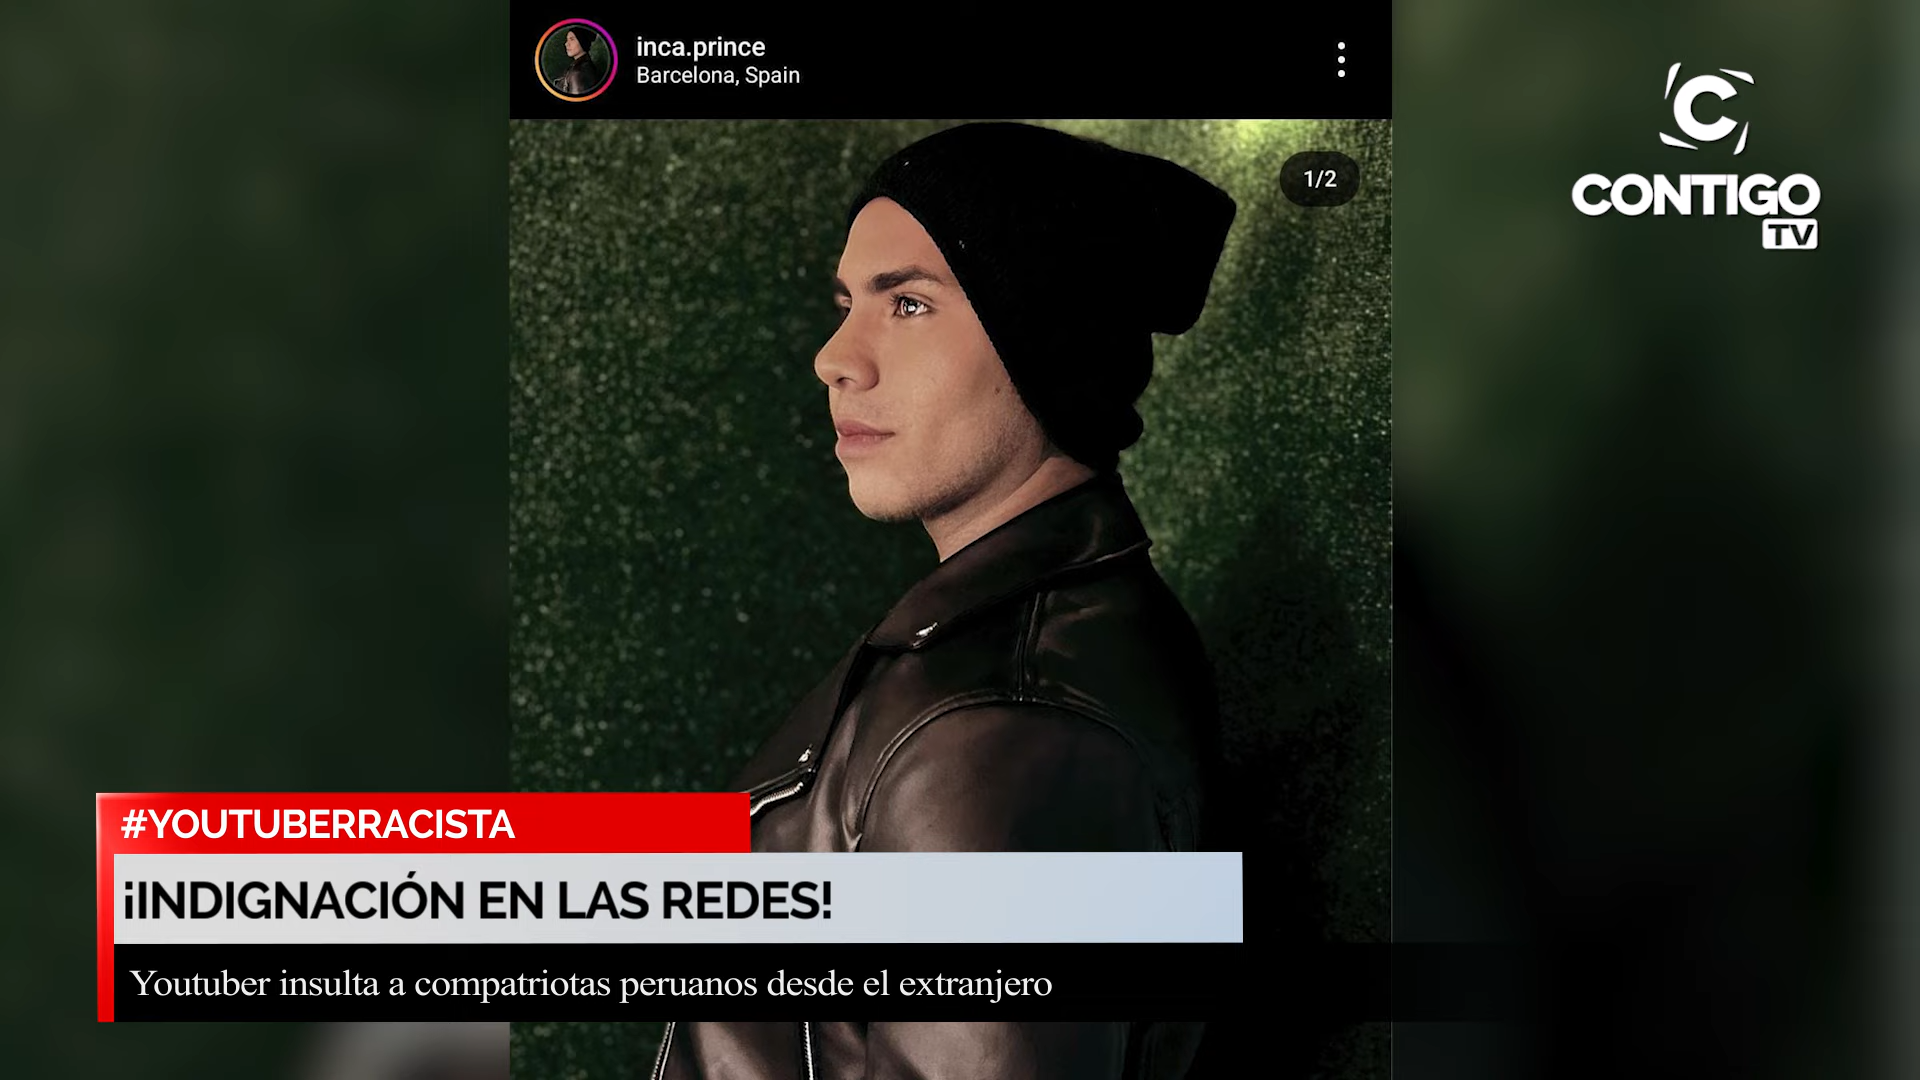 inca.prince
Barcelona, Spain
1/2
C
CONTIGO
TV
#YOUTUBERRACISTA
¡INDIGNACIÓN EN LAS REDES!
Youtuber insulta a compatriotas peruanos desde el extranjero